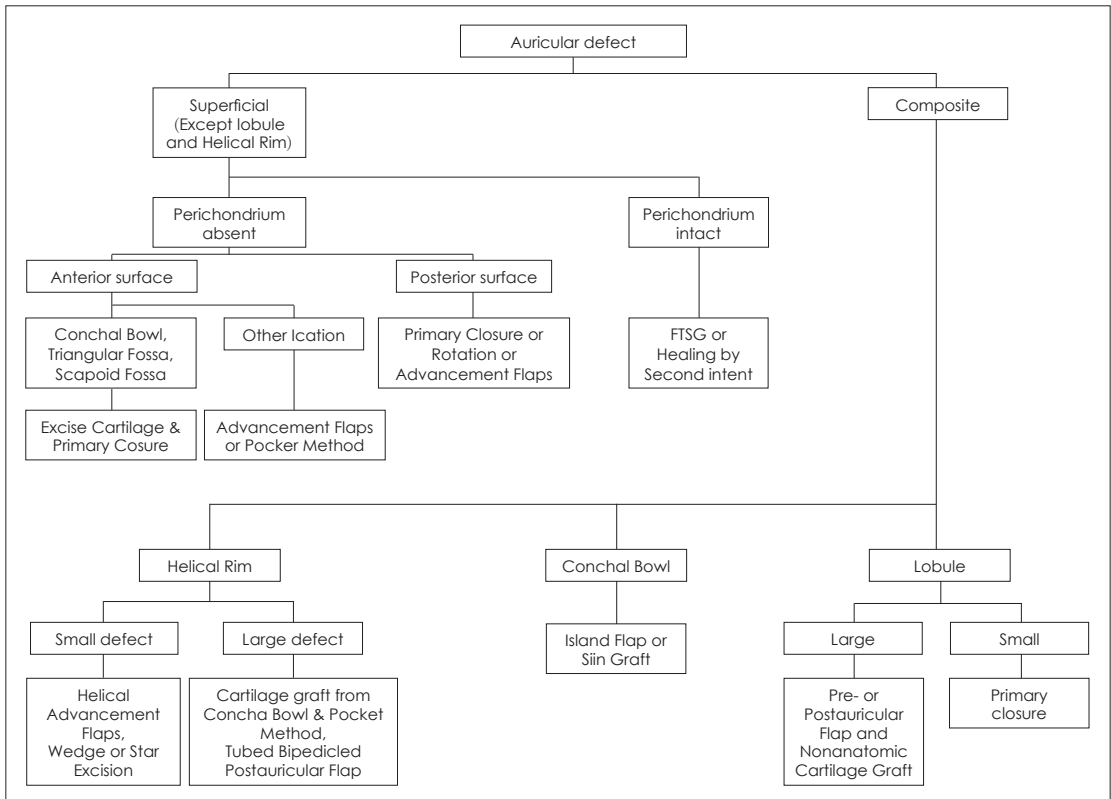 Auricular defect
Superficial
(Except lobule
and Helical Rim)
Composite
Perichondrium
absent
Perichondrium
intact
Anterior surface
Posterior surface
Conchal Bowl,
Triangular Fossa,
Scapoid Fossa
Other Ication
Primary Closure or
Rotation or
Advancement Flaps
FTSG or
Healing by
Second intent
Excise Cartilage &
Primary Cosure
Advancement Flaps
or Pocker Method
Helical Rim
Conchal Bowl
Lobule
Small defect
Large defect
Island Flap or
Siin Graft
Large
Small
Helical
Advancement
Flaps,
Wedge or Star
Excision
Cartilage graft from
Concha Bowl & Pocket
Method,
Tubed Bipedicled
Postauricular Flap
Pre- or
Postauricular
Flap and
Nonanatomic
Cartilage Graft
Primary
closure